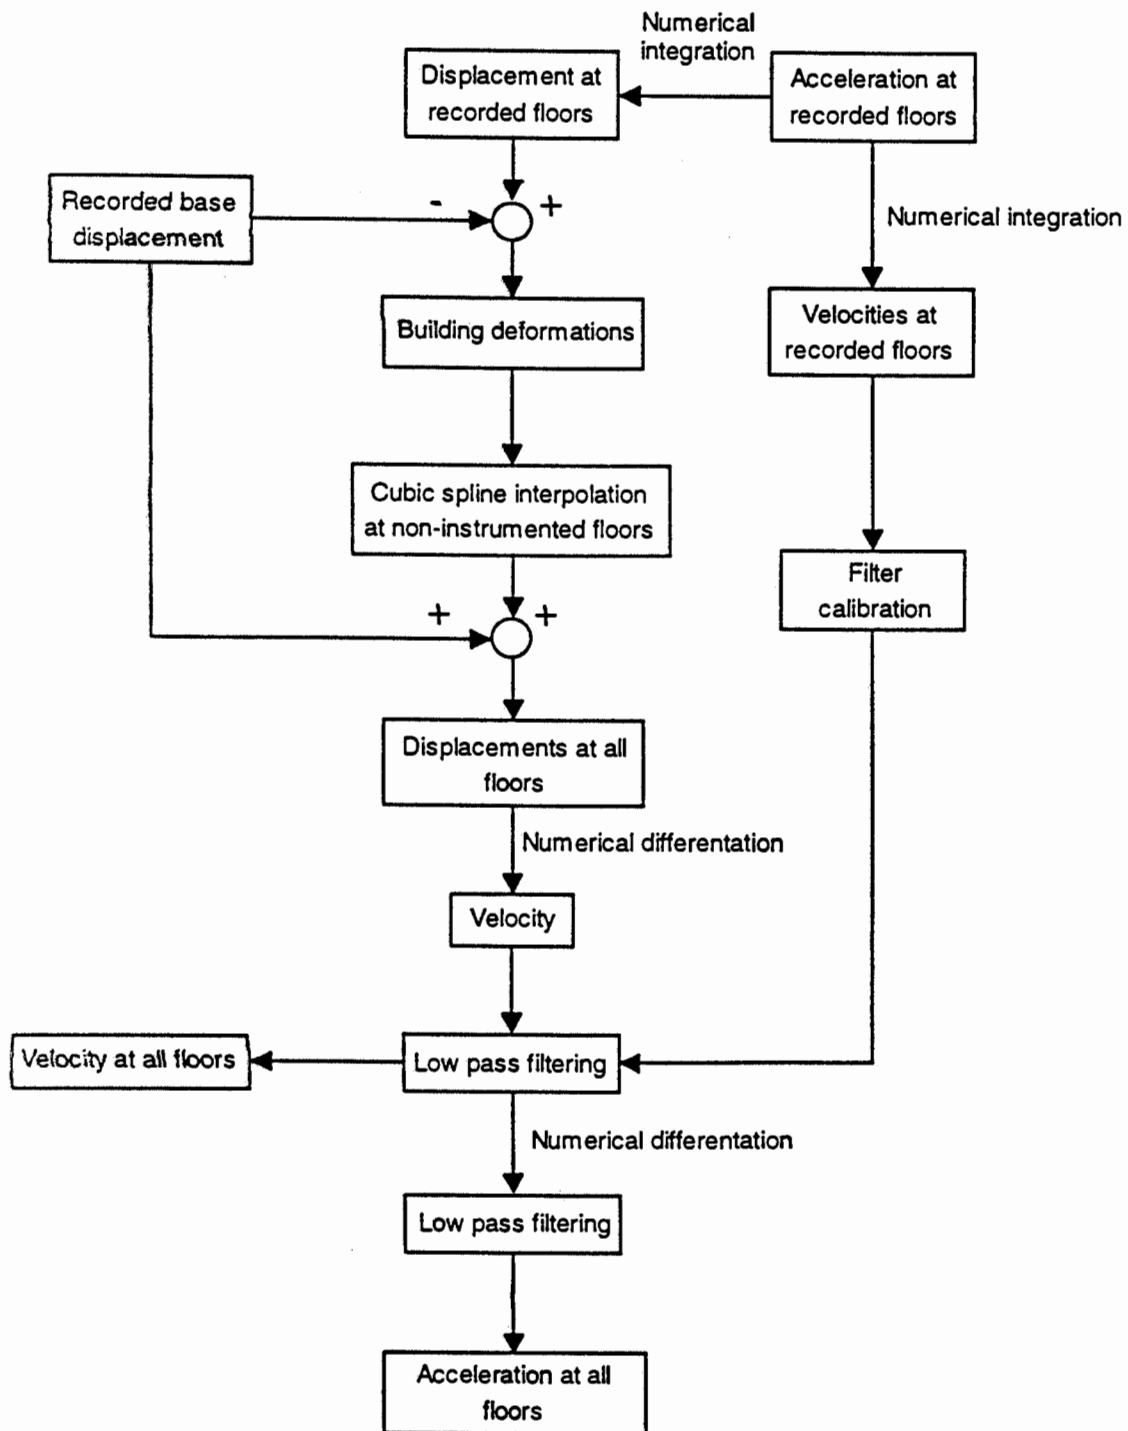 Numerical
integration
Displacement at
recorded floors
Acceleration at
recorded floors
Recorded base
displacement
-
+
Numerical integration
Building deformations
Velocities at
recorded floors
Cubic spline interpolation
at non-instrumented floors
Filter
calibration
+
+
Displacements at all
floors
Numerical differentation
Velocity
Velocity at all floors
Low pass filtering
Numerical differentation
Low pass filtering
Acceleration at all
floors